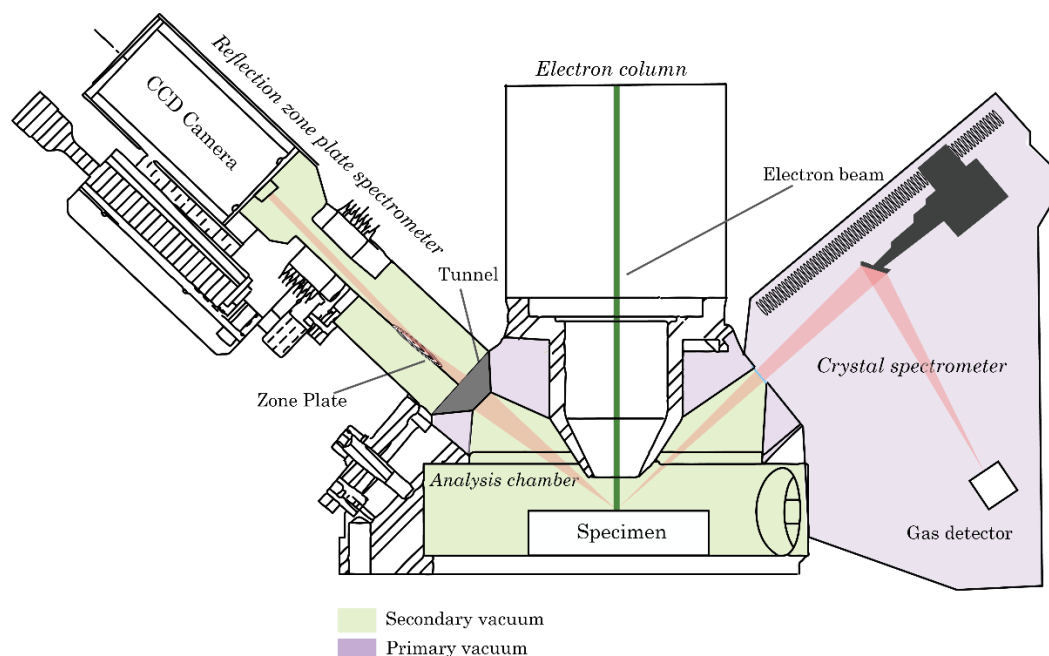 Reflection zone plate spectrometer
CCD Camera
Electron column
Electron beam
Tunnel
Zone Plate
Crystal spectrometer
Analysis chamber
Specimen
Gas detector
Secondary vacuum
Primary vacuum